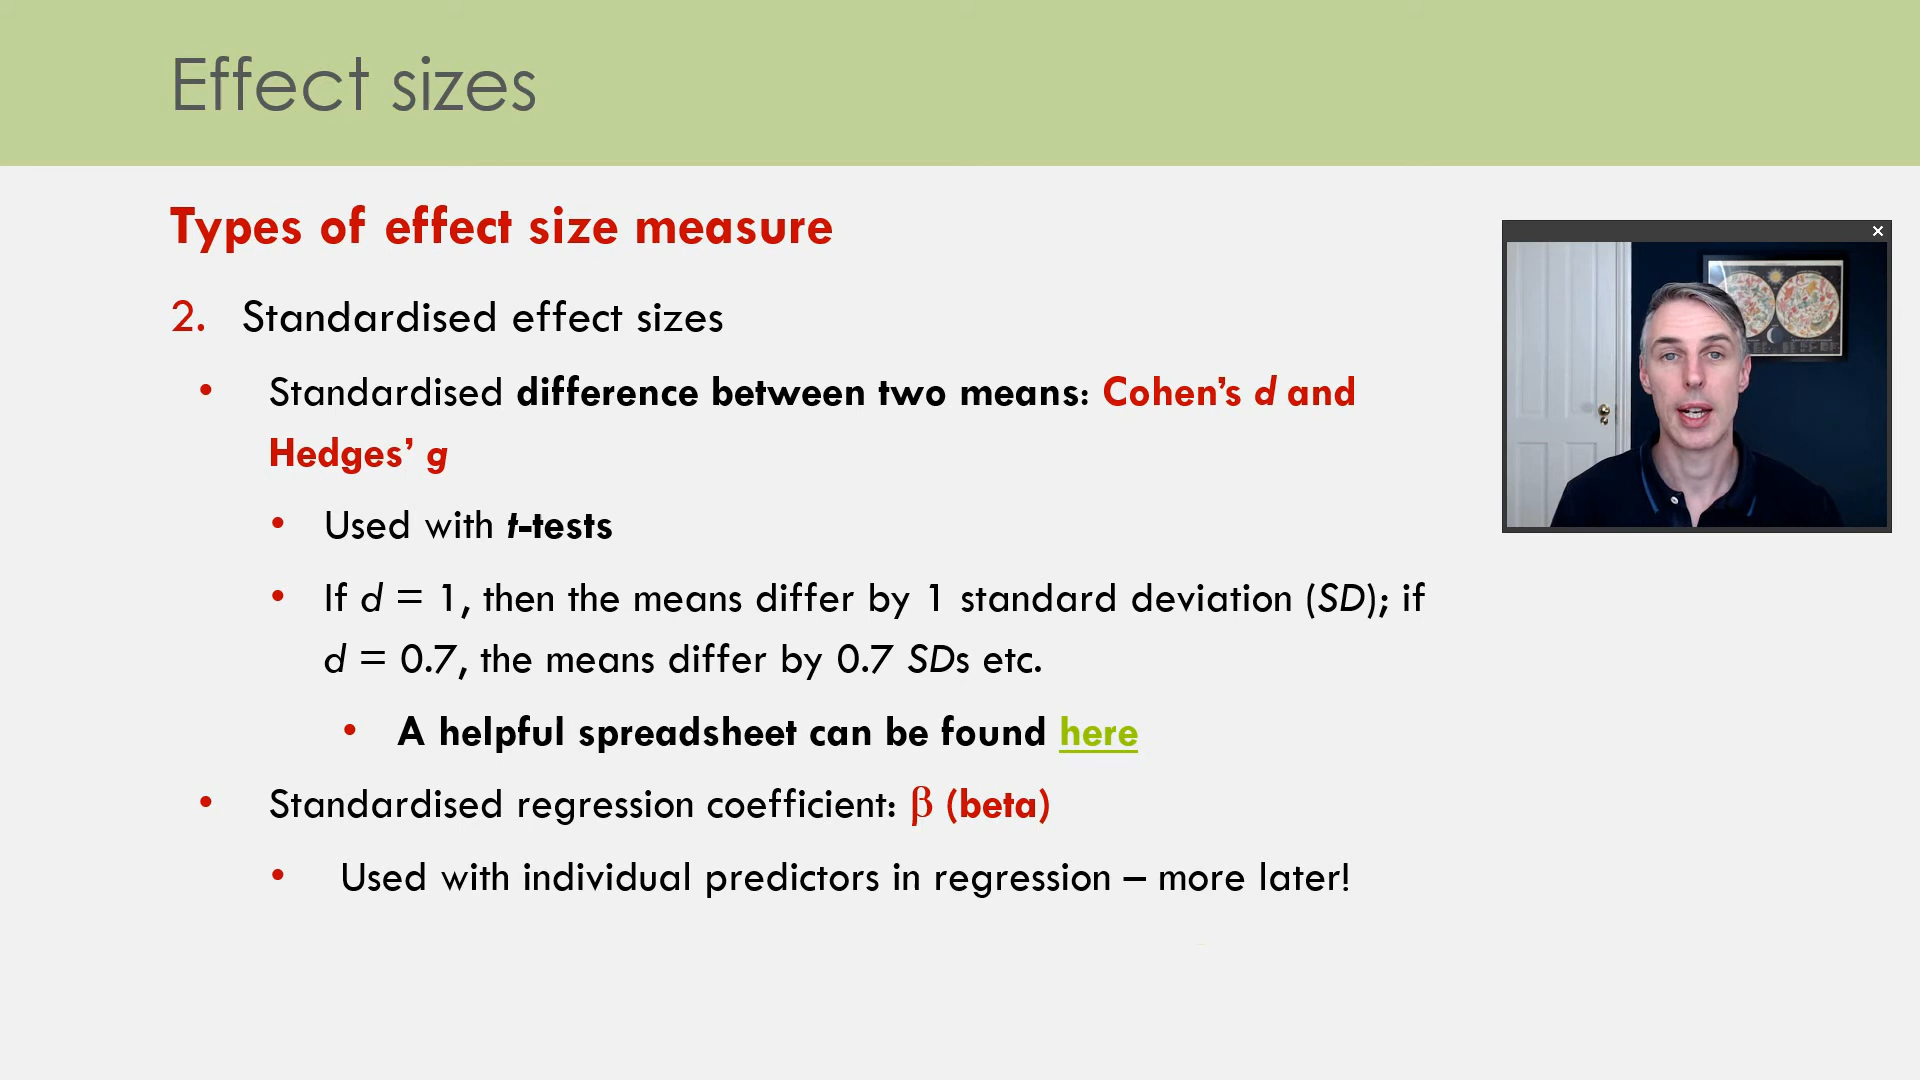 Effect sizes
Types of effect size measure
2. Standardised effect sizes
• Standardised difference between two means: Cohen’s d and
Hedges’ g
• Used with t-tests
• If d = 1, then the means differ by 1 standard deviation (SD); if
d = 0.7, the means differ by 0.7 SDs etc.
• A helpful spreadsheet can be found here
• Standardised regression coefficient: β (beta)
• Used with individual predictors in regression – more later!